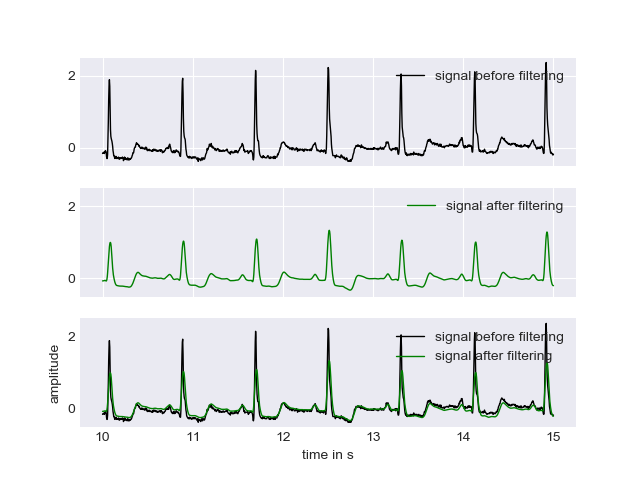 2
signal before filtering
0
2
signal after filtering
0
2
signal before filtering
signal after filtering
amplitude
0
10 11 12 13 14 15
time in s